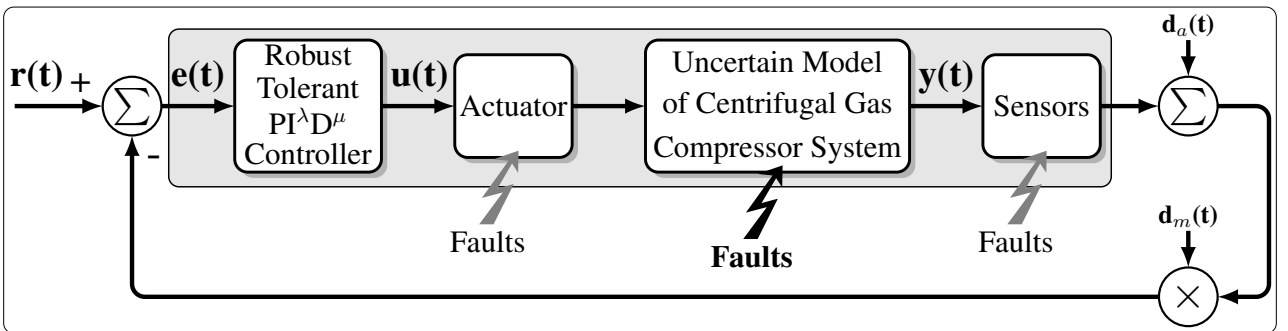 r(t)
+
-
e(t)
Robust
Tolerant
PI^λD^μ
Controller
u(t)
Actuator
Uncertain Model
of Centrifugal Gas
Compressor System
y(t)
Sensors
d_a(t)
∑
∑
Faults
Faults
Faults
d_m(t)
×